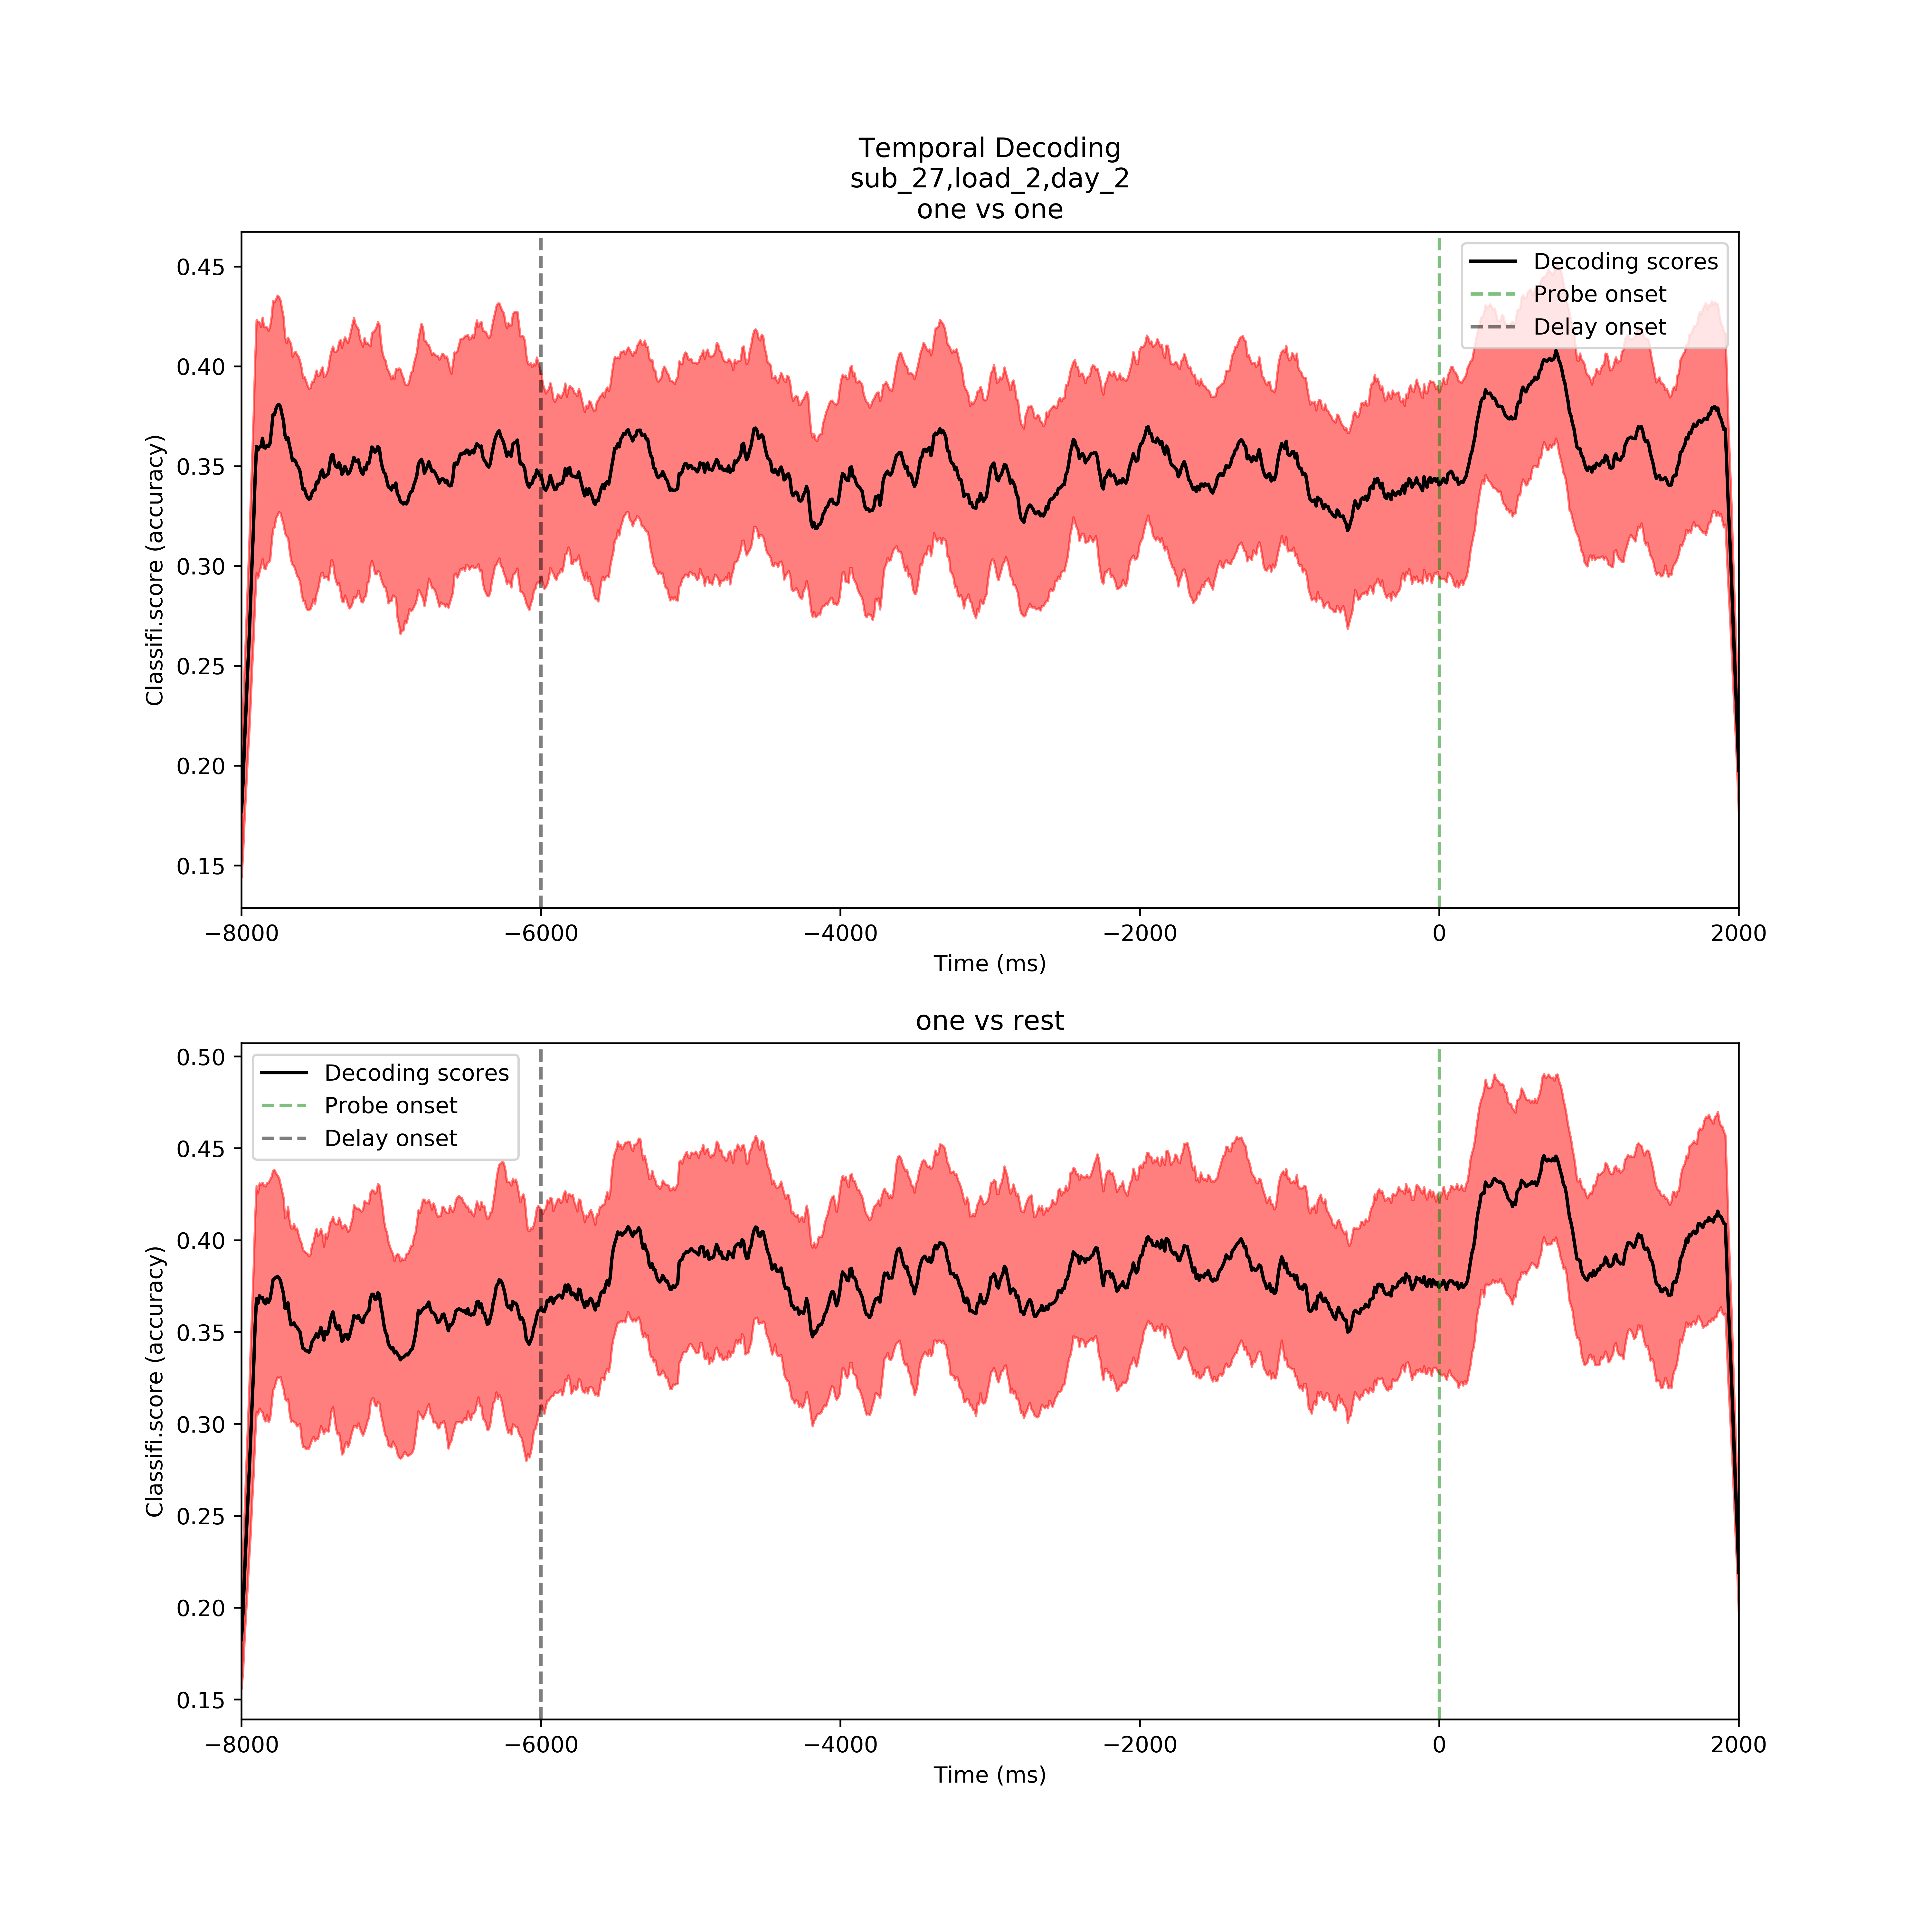 Temporal Decoding
sub_27,load_2,day_2
one vs one
0.45
0.40
0.35
0.30
0.25
0.20
0.15
Classifi.score (accuracy)
Decoding scores
Probe onset
Delay onset
−8000 −6000 −4000 −2000 0 2000
Time (ms)
one vs rest
0.50
0.45
0.40
0.35
0.30
0.25
0.20
0.15
Classifi.score (accuracy)
Decoding scores
Probe onset
Delay onset
−8000 −6000 −4000 −2000 0 2000
Time (ms)